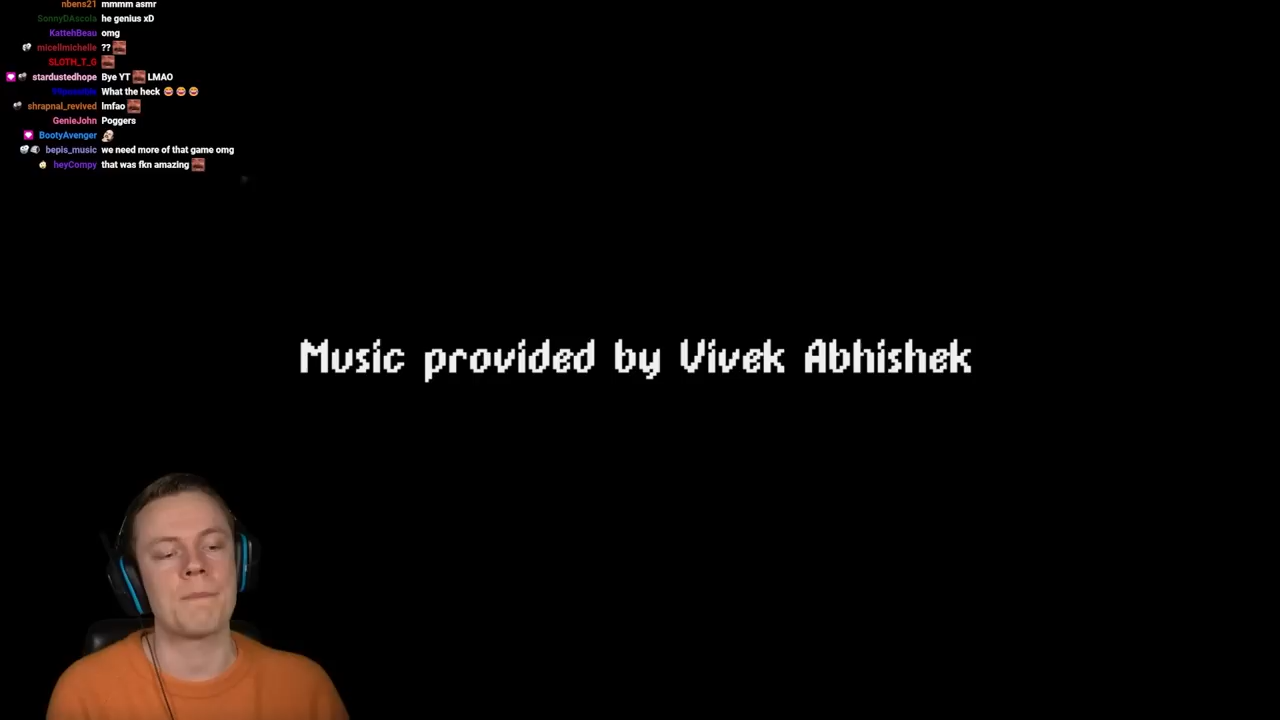 nbens21 mmmm asmr
SonnyDAscols he genius xD
KattehBeau omg
micellmichelle ??
SLOTH_T_G
stardustedhope Bye YT LMAO
What the heck
shrapnal_revived lmfao
GenieJohn Poggers
BootyAvenger
bepis_music we need more of that game omg
heyCompy that was fkn amazing
Music provided by Vivek Abhishek